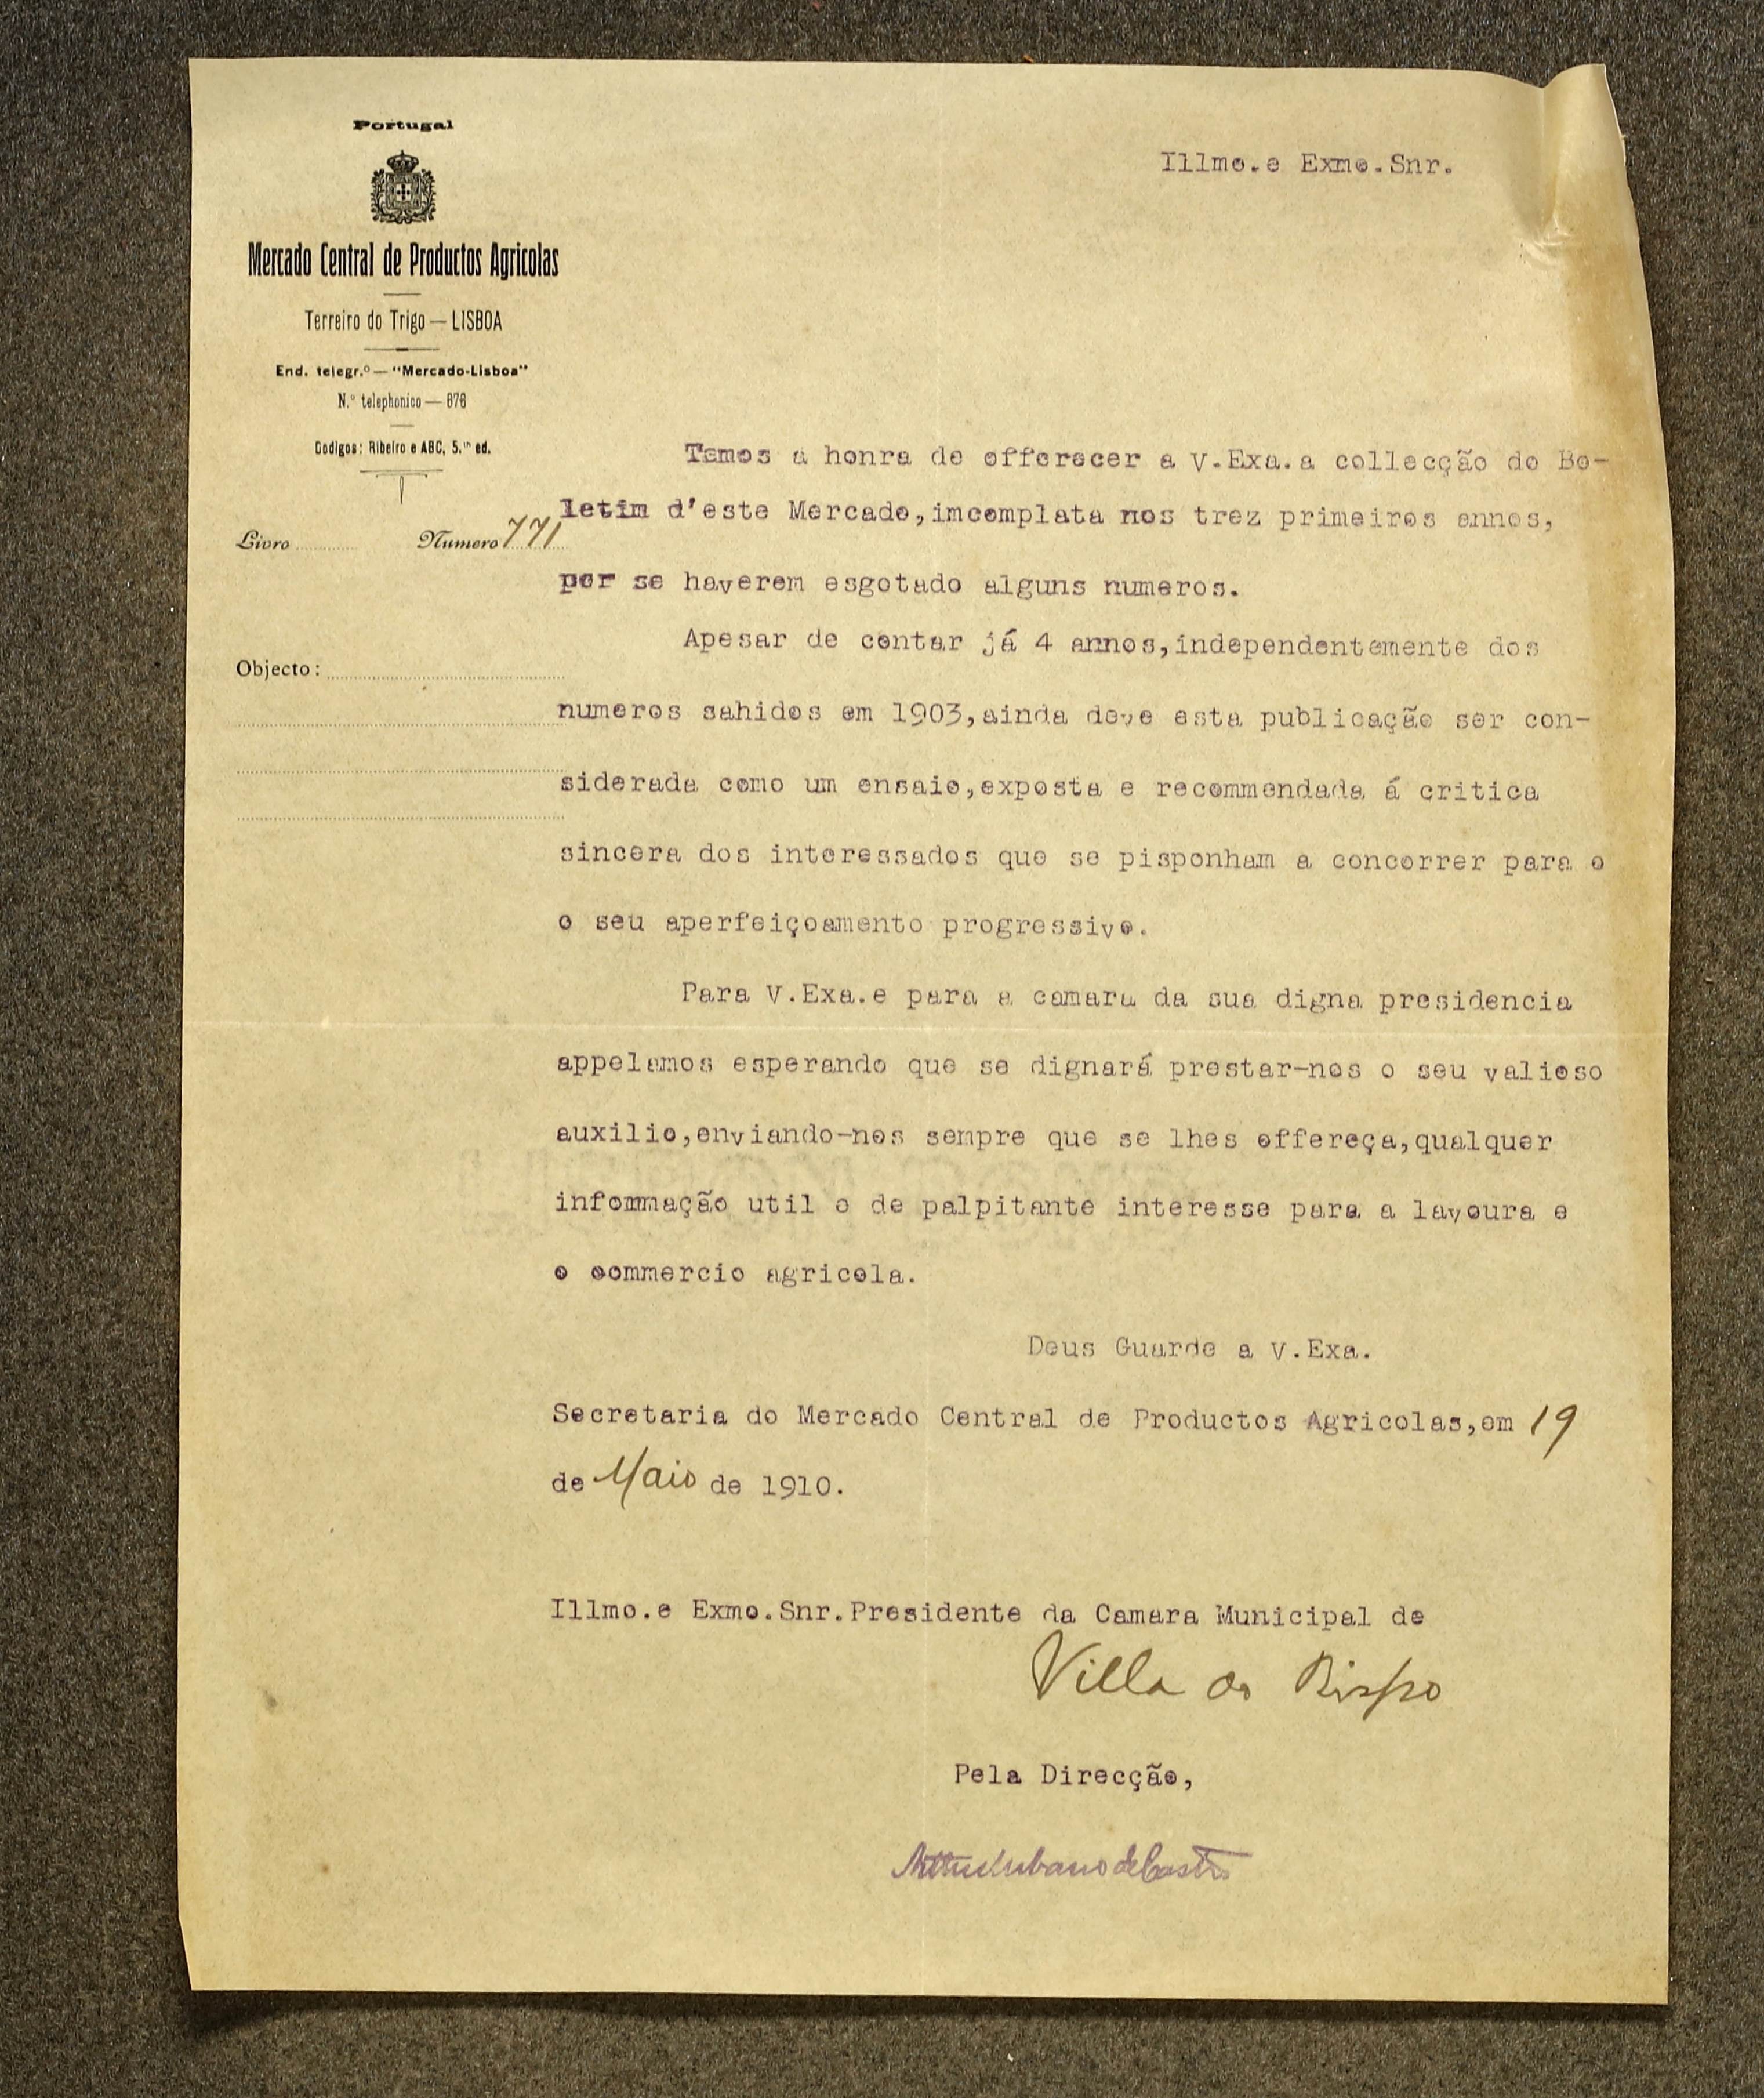 Portugal
Mercado Central de Productos Agricolas
Terreiro do Trigo — LISBOA
End. telegr.º — "Mercado-Lisboa"
N.º telephonico — 676
Codigos: Ribeiro e ABC, 5.th ed.
Livro Numero 771
Objecto:
Illmo.e Exmo.Snr.
Temos a honra de offerecer a V.Exa.a collecção do Bo-
letim d'este Mercado,imcomplata nos trez primeiros annos,
por se haverem esgotado alguns numeros.
Apesar de contar já 4 annos,independentemente dos
numeros sahidos em 1903,ainda deve esta publicação ser con-
siderada como um ensaio,exposta e recommendada á critica
sincera dos interessados que se pisponham a concorrer para o
o seu aperfeiçoamento progressivo.
Para V.Exa.e para a camara da sua digna presidencia
appelamos esperando que se dignará prestar-nos o seu valioso
auxilio,enviando-nos sempre que se lhes offereça,qualquer
infommação util e de palpitante interesse para a lavoura e
o commercio agricola.
Deus Guarde a V.Exa.
Secretaria do Mercado Central de Productos Agricolas,em 19
de Maio de 1910.
Illmo.e Exmo.Snr.Presidente da Camara Municipal de
Villa do Bispo
Pela Direcção,
Arthur Urbano de Castro